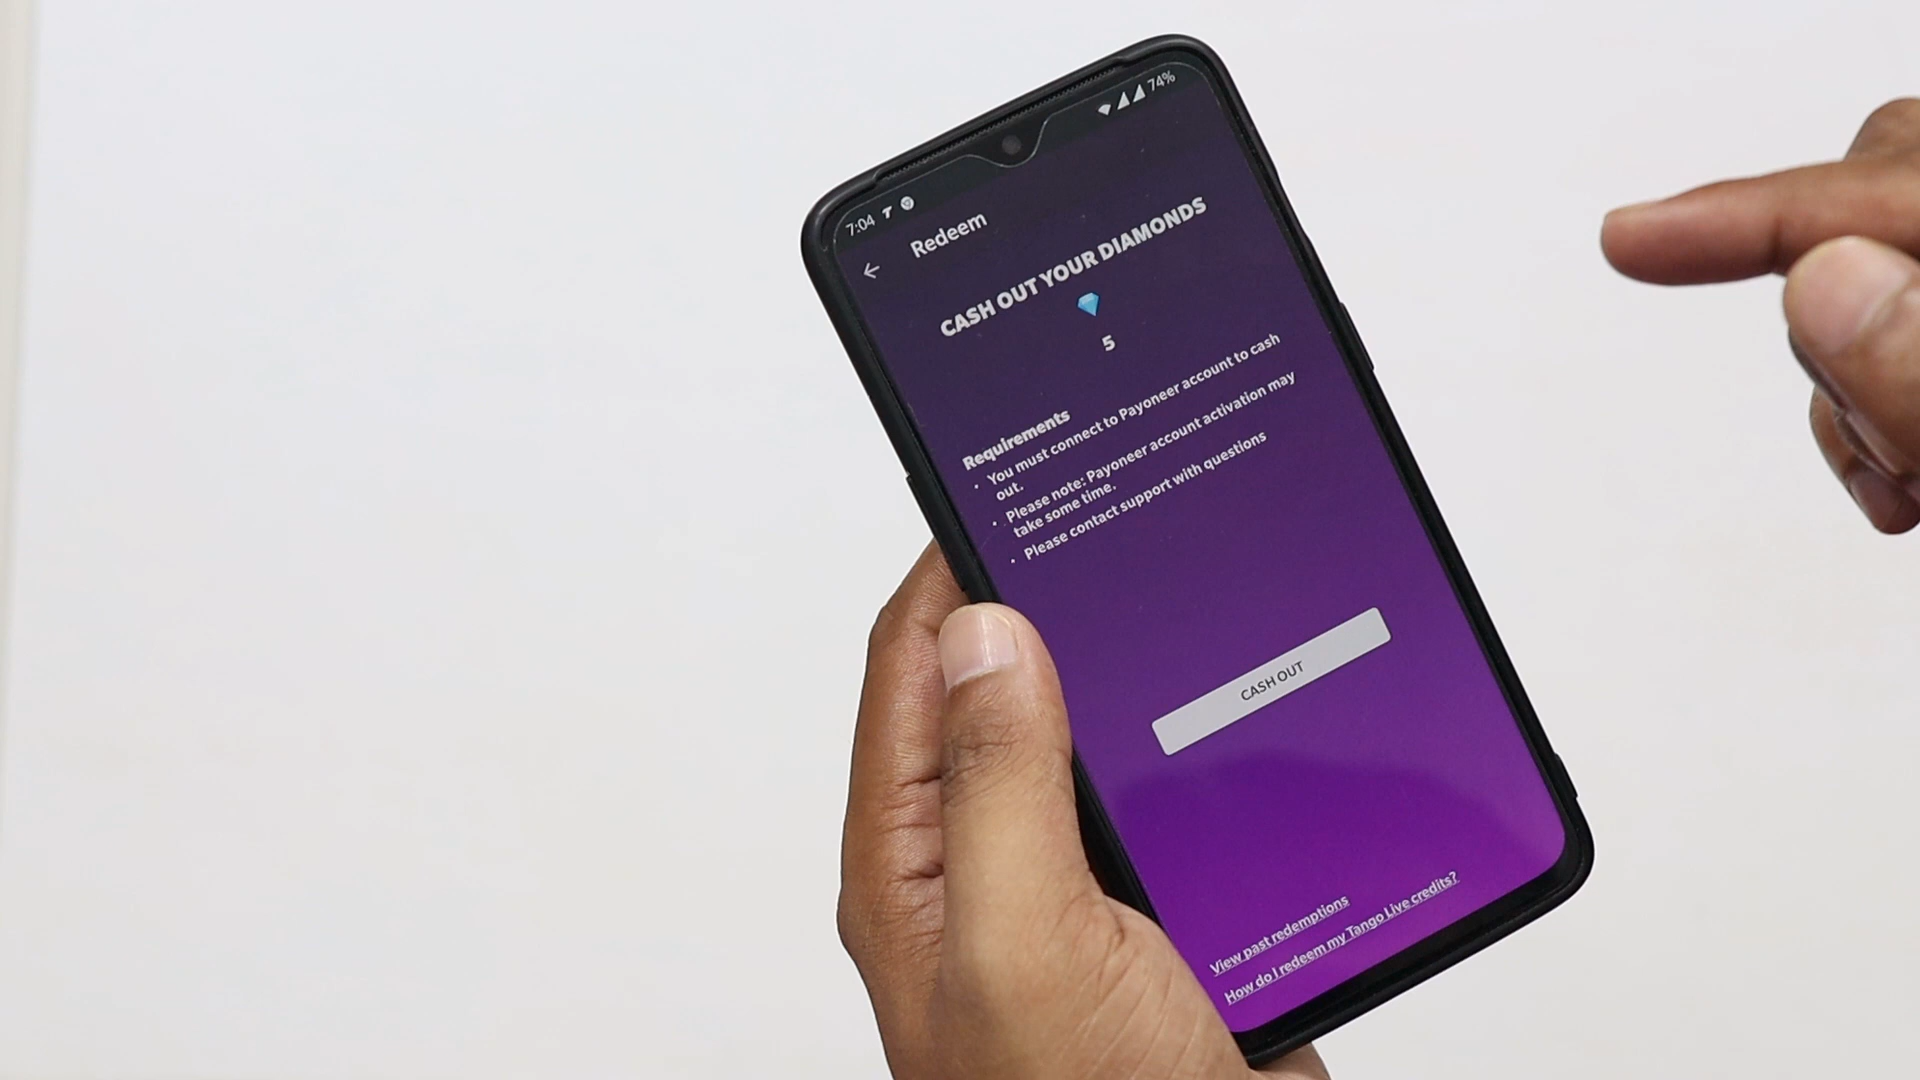 7:04
74%
Redeem
CASH OUT YOUR DIAMONDS
5
Requirements
· You must connect to Payoneer account to cash
out.
· Please note: Payoneer account activation may
take some time.
· Please contact support with questions
CASH OUT
View past redemptions
How do I redeem my Tango Live credits?